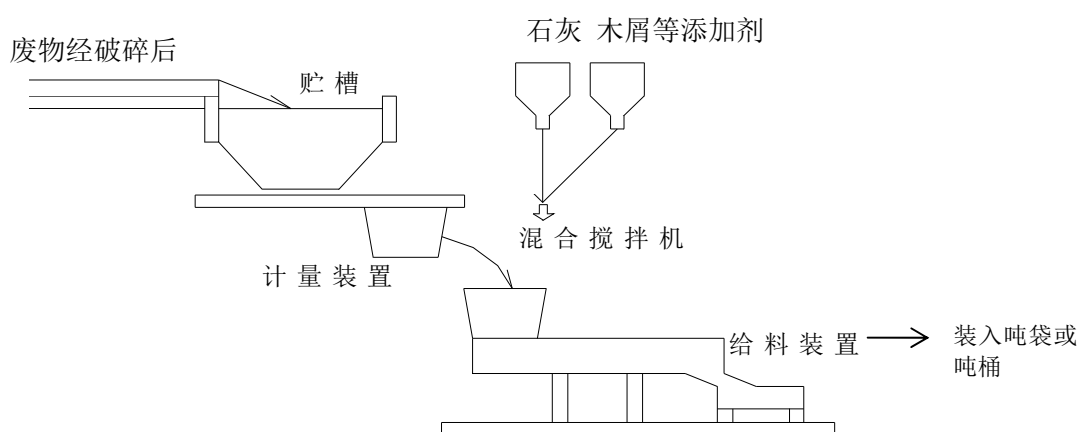 石灰 木屑等添加剂
废物经破碎后
贮槽
混合搅拌机
计量装置
给料装置
装入吨袋或
吨桶